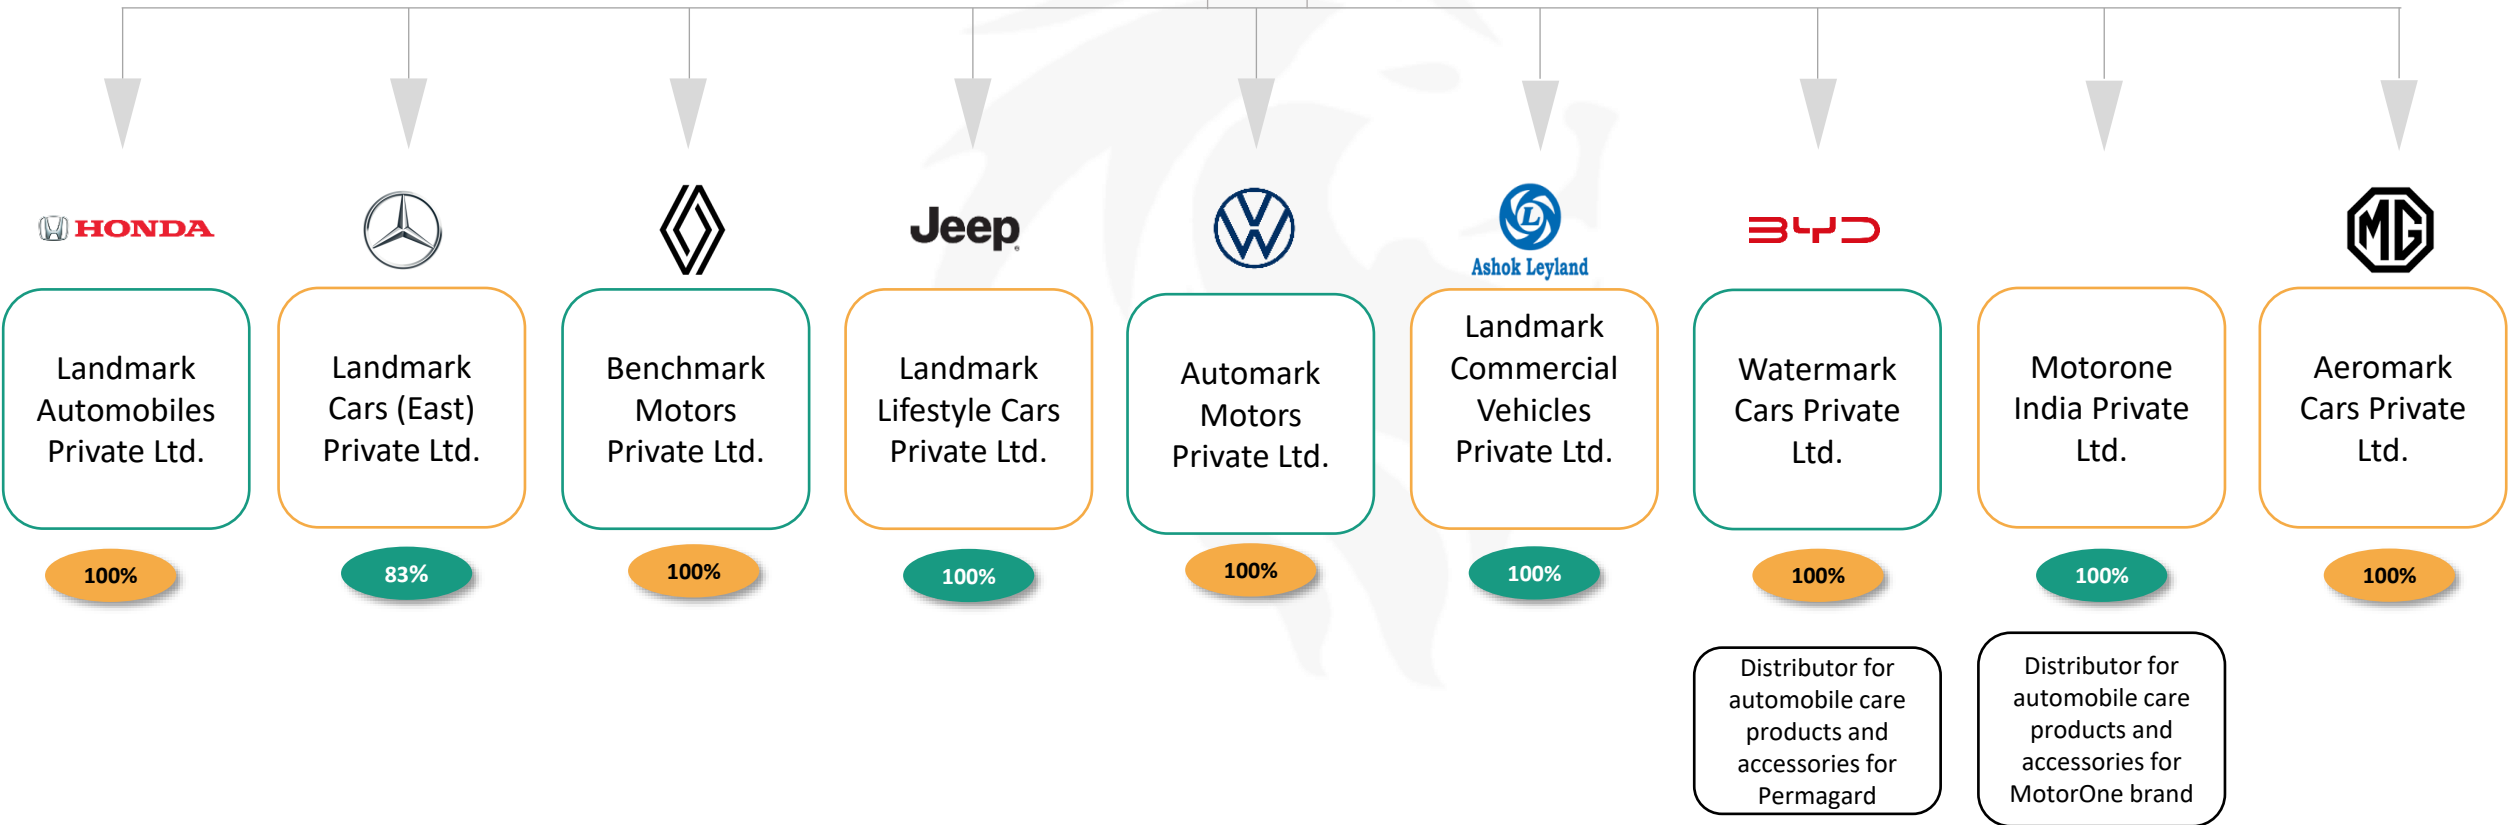 HONDA
Jeep
Ashok Leyland
BYD
MG
Landmark
Automobiles
Private Ltd.
100%
Landmark
Cars (East)
Private Ltd.
83%
Benchmark
Motors
Private Ltd.
100%
Landmark
Lifestyle Cars
Private Ltd.
100%
Automark
Motors
Private Ltd.
100%
Landmark
Commercial
Vehicles
Private Ltd.
100%
Watermark
Cars Private
Ltd.
100%
Distributor for
automobile care
products and
accessories for
Permagard
Motorone
India Private
Ltd.
100%
Distributor for
automobile care
products and
accessories for
MotorOne brand
Aeromark
Cars Private
Ltd.
100%